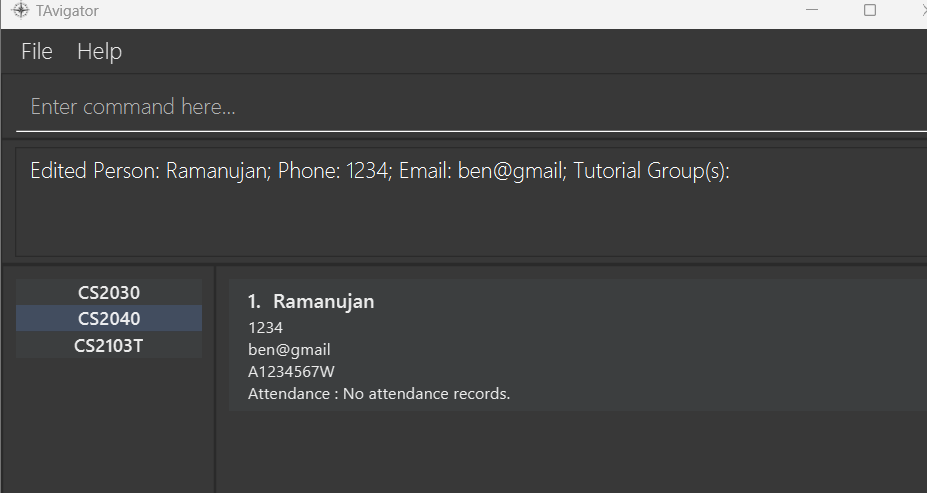 TAvigator
File Help
Enter command here...
Edited Person: Ramanujan; Phone: 1234; Email: ben@gmail; Tutorial Group(s):
CS2030
CS2040
CS2103T
1. Ramanujan
1234
ben@gmail
A1234567W
Attendance : No attendance records.